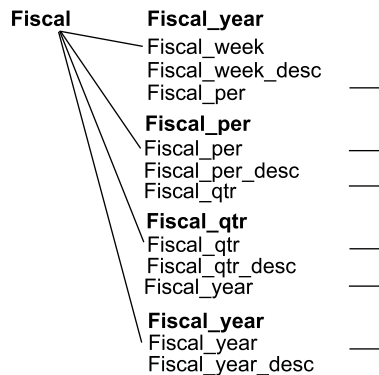 Fiscal
Fiscal_year
Fiscal_week
Fiscal_week_desc
Fiscal_per
Fiscal_per
Fiscal_per
Fiscal_per_desc
Fiscal_qtr
Fiscal_qtr
Fiscal_qtr
Fiscal_qtr_desc
Fiscal_year
Fiscal_year
Fiscal_year
Fiscal_year_desc